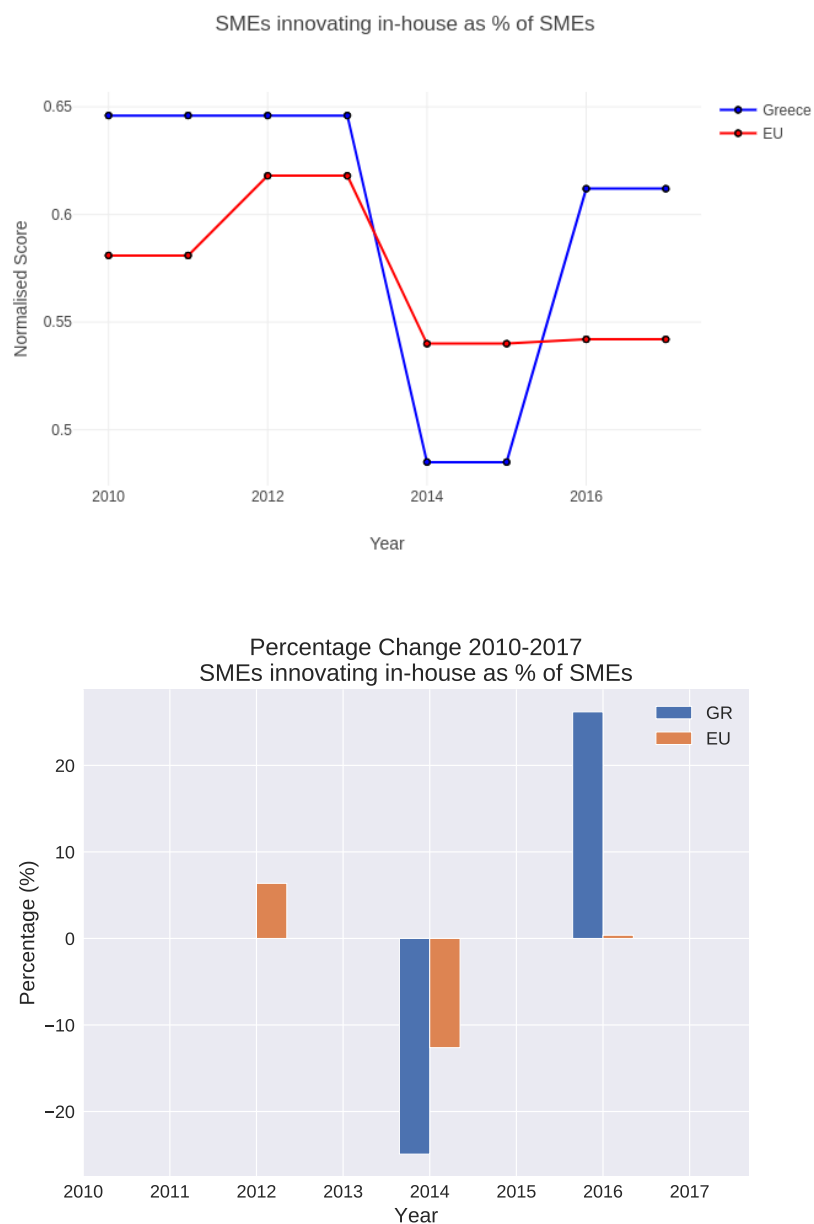 SMEs innovating in-house as % of SMEs
Greece
EU
Normalised Score
0.65
0.6
0.55
0.5
2010 2012 2014 2016
Year
Percentage Change 2010-2017
SMEs innovating in-house as % of SMEs
GR
EU
Percentage (%)
20
10
0
−10
−20
2010 2011 2012 2013 2014 2015 2016 2017
Year